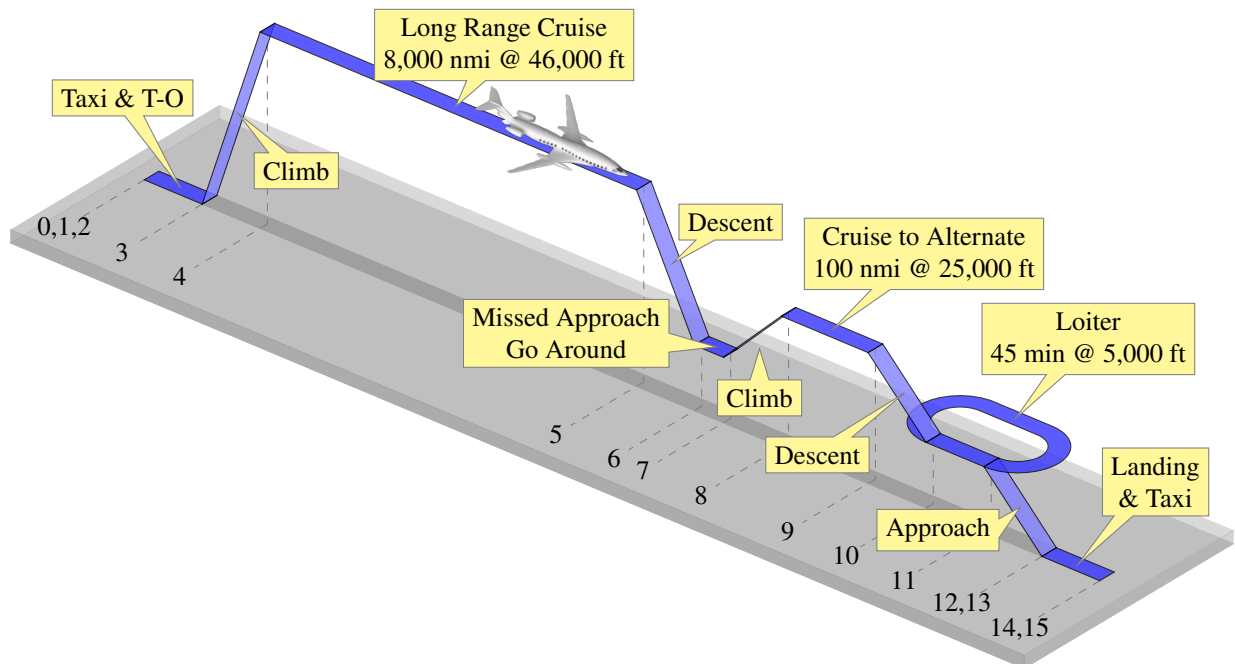 Long Range Cruise
8,000 nmi @ 46,000 ft
Taxi & T-O
Climb
Descent
Cruise to Alternate
100 nmi @ 25,000 ft
Missed Approach
Go Around
Loiter
45 min @ 5,000 ft
Climb
Descent
Landing
& Taxi
Approach
0,1,2
3
4
5
6
7
8
9
10
11
12,13
14,15